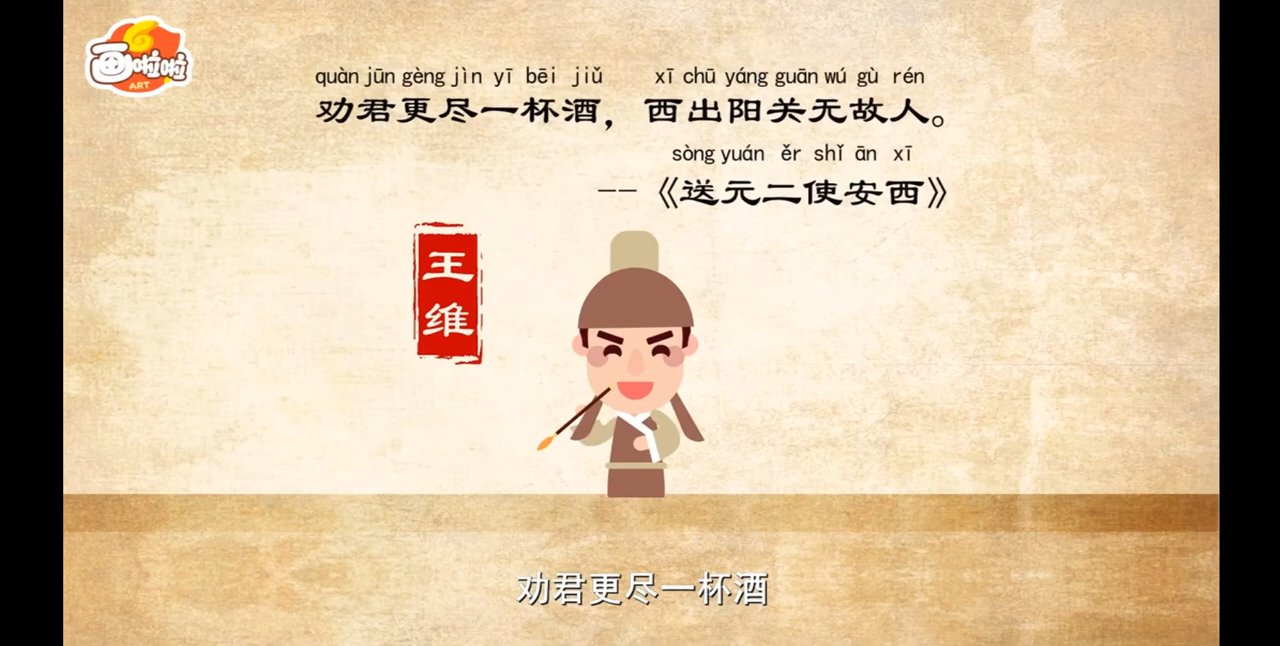 画啦啦
ART
quàn jūn gèng jìn yī bēi jiǔ xī chū yáng guān wú gù rén
劝君更尽一杯酒，西出阳关无故人。
sòng yuán èr shǐ ān xī
--《送元二使安西》
王
维
劝君更尽一杯酒